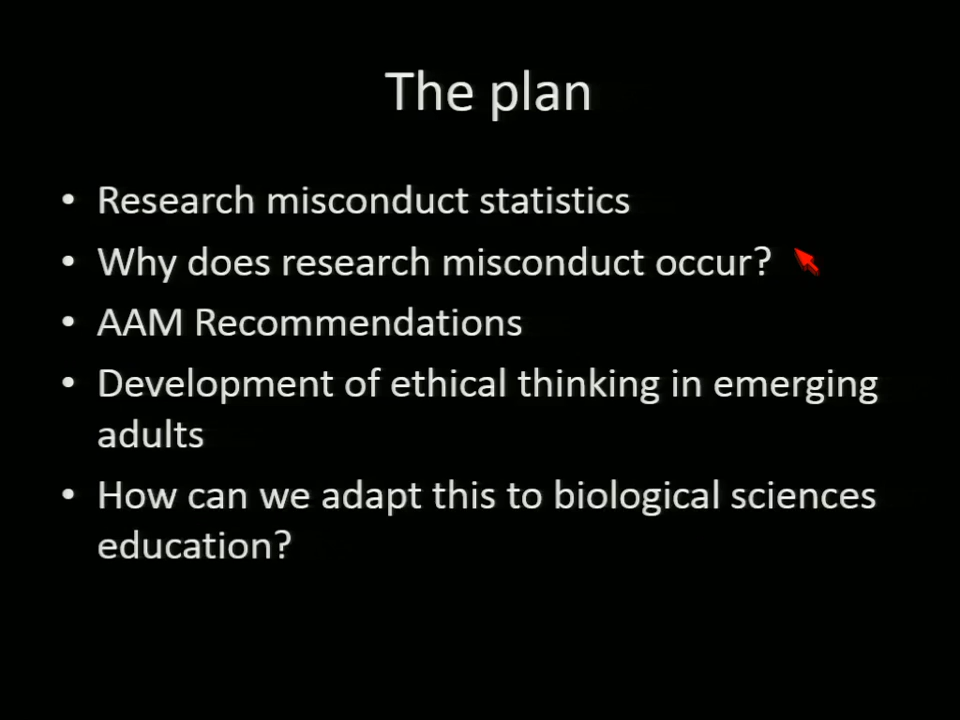 The plan
• Research misconduct statistics
• Why does research misconduct occur?
• AAM Recommendations
• Development of ethical thinking in emerging
adults
• How can we adapt this to biological sciences
education?